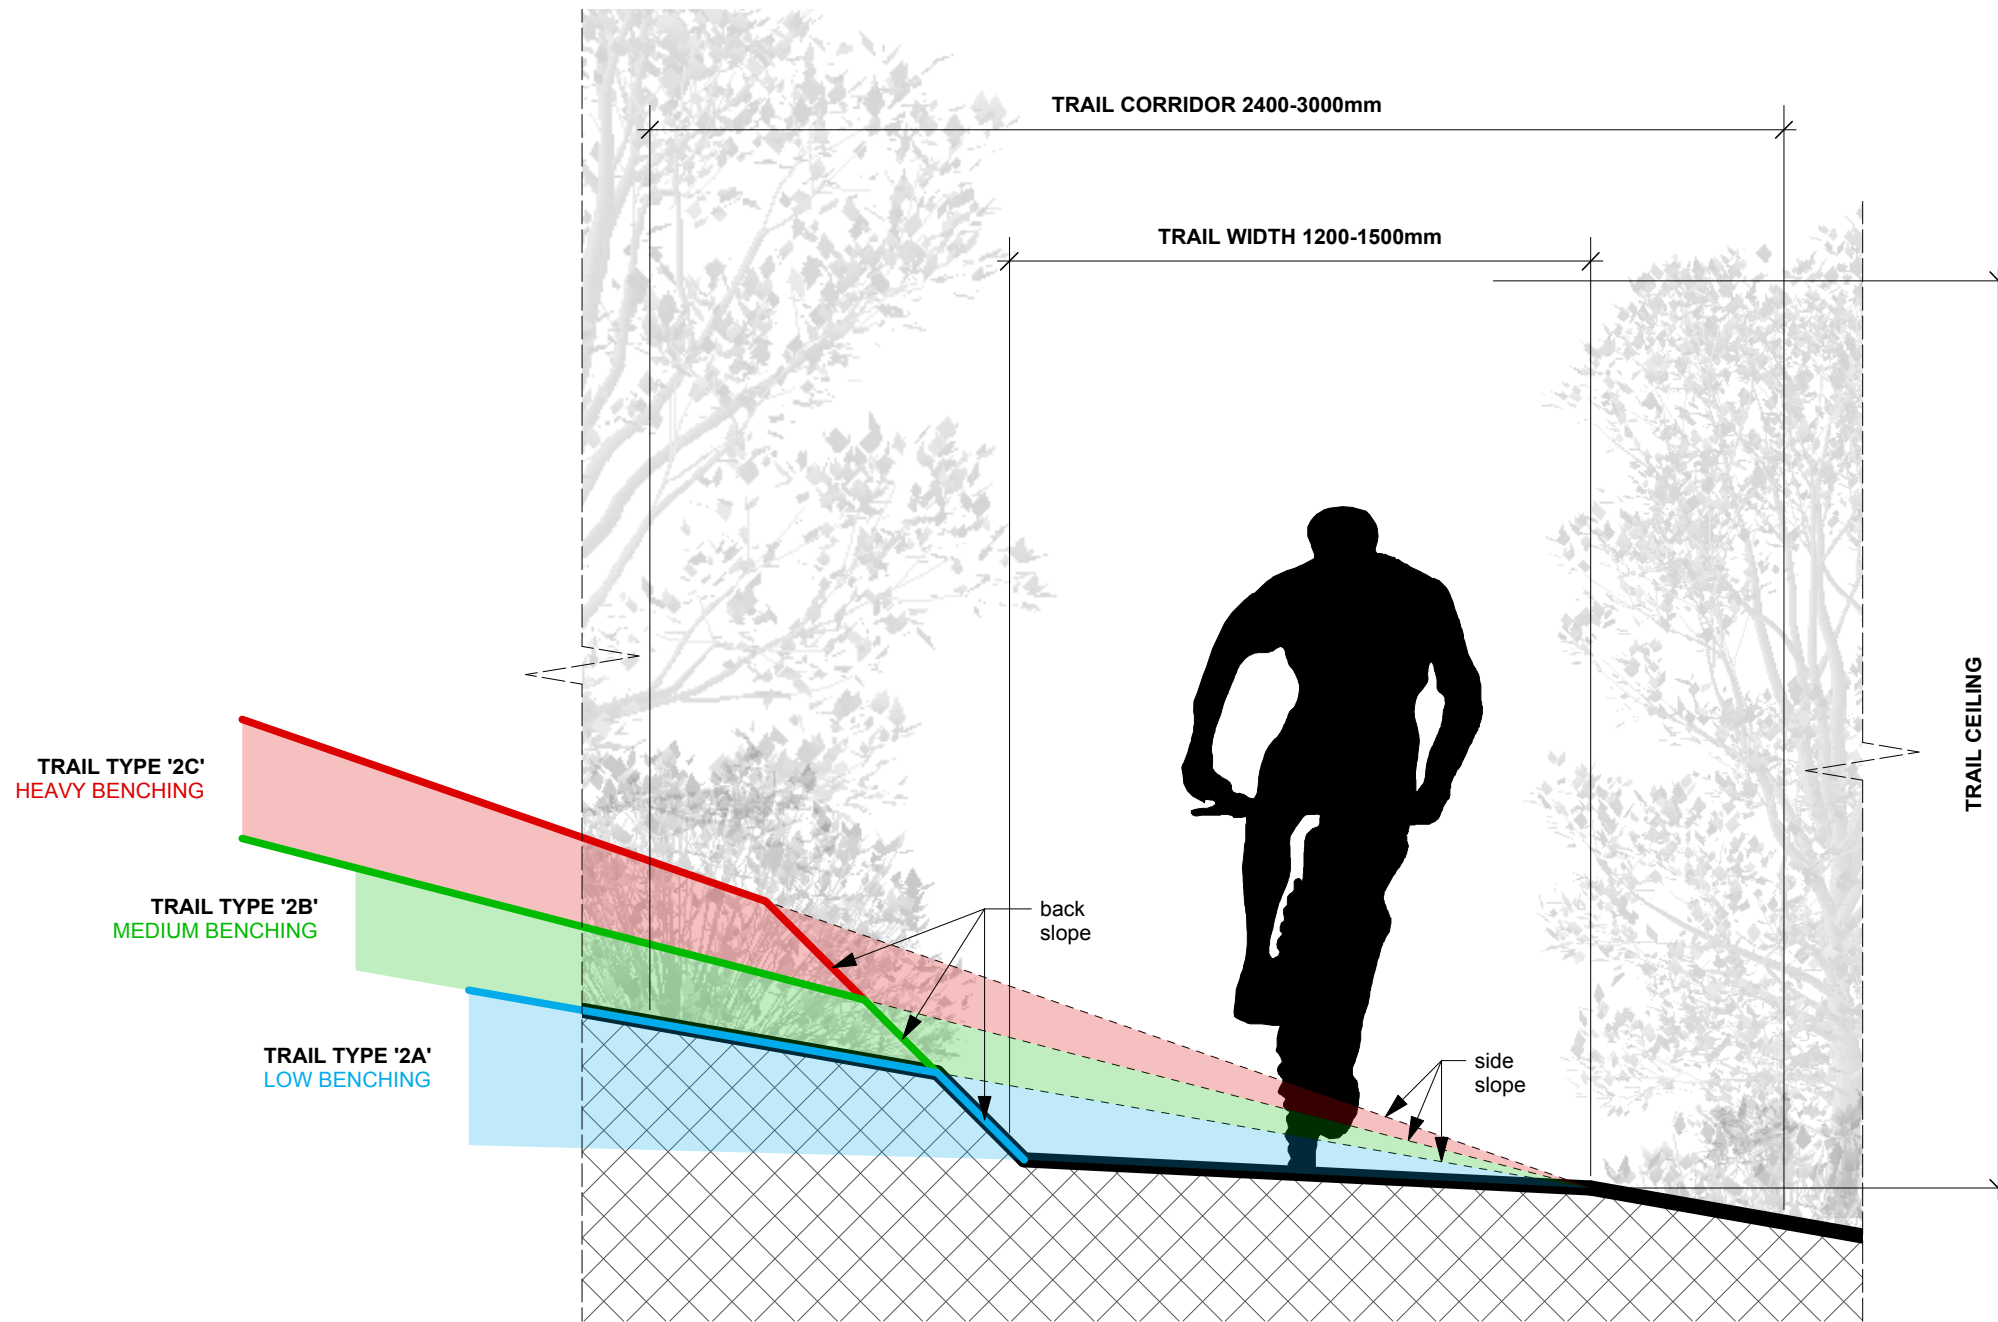 TRAIL CORRIDOR 2400-3000mm
TRAIL WIDTH 1200-1500mm
TRAIL CEILING
TRAIL TYPE '2C'
HEAVY BENCHING
TRAIL TYPE '2B'
MEDIUM BENCHING
back
slope
TRAIL TYPE '2A'
LOW BENCHING
side
slope